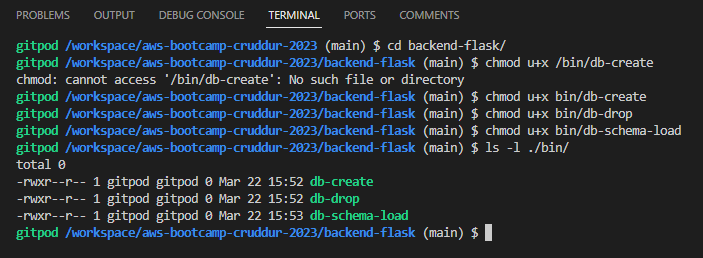 PROBLEMS OUTPUT DEBUG CONSOLE TERMINAL PORTS COMMENTS
gitpod /workspace/aws-bootcamp-cruddur-2023 (main) $ cd backend-flask/
gitpod /workspace/aws-bootcamp-cruddur-2023/backend-flask (main) $ chmod u+x /bin/db-create
chmod: cannot access '/bin/db-create': No such file or directory
gitpod /workspace/aws-bootcamp-cruddur-2023/backend-flask (main) $ chmod u+x bin/db-create
gitpod /workspace/aws-bootcamp-cruddur-2023/backend-flask (main) $ chmod u+x bin/db-drop
gitpod /workspace/aws-bootcamp-cruddur-2023/backend-flask (main) $ chmod u+x bin/db-schema-load
gitpod /workspace/aws-bootcamp-cruddur-2023/backend-flask (main) $ ls -l ./bin/
total 0
-rwxr--r-- 1 gitpod gitpod 0 Mar 22 15:52 db-create
-rwxr--r-- 1 gitpod gitpod 0 Mar 22 15:52 db-drop
-rwxr--r-- 1 gitpod gitpod 0 Mar 22 15:53 db-schema-load
gitpod /workspace/aws-bootcamp-cruddur-2023/backend-flask (main) $